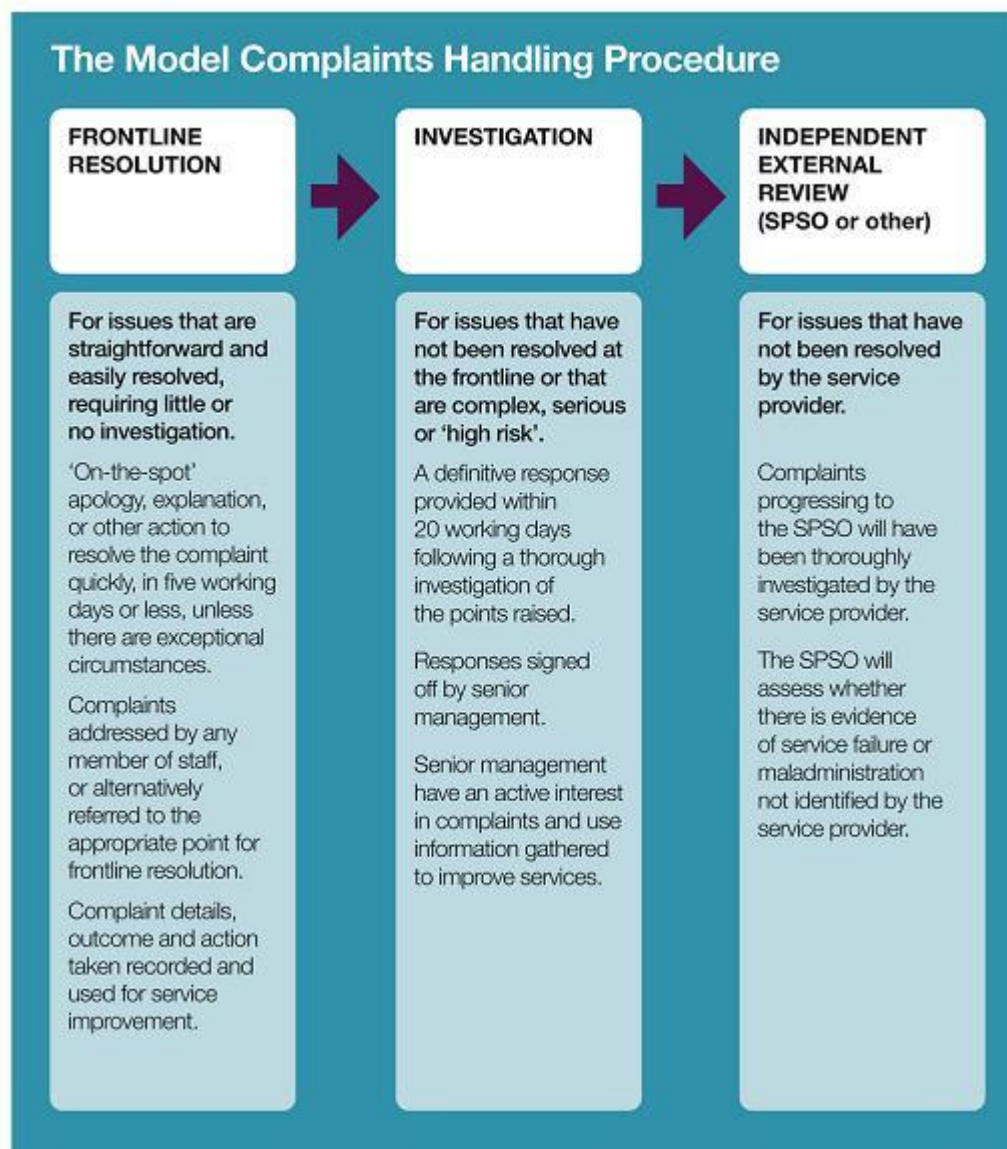 The Model Complaints Handling Procedure
FRONTLINE
RESOLUTION
For issues that are
straightforward and
easily resolved,
requiring little or
no investigation.
‘On-the-spot’
apology, explanation,
or other action to
resolve the complaint
quickly, in five working
days or less, unless
there are exceptional
circumstances.
Complaints
addressed by any
member of staff,
or alternatively
referred to the
appropriate point for
frontline resolution.
Complaint details,
outcome and action
taken recorded and
used for service
improvement.
INVESTIGATION
For issues that have
not been resolved at
the frontline or that
are complex, serious
or ‘high risk’.
A definitive response
provided within
20 working days
following a thorough
investigation of
the points raised.
Responses signed
off by senior
management.
Senior management
have an active interest
in complaints and use
information gathered
to improve services.
INDEPENDENT
EXTERNAL
REVIEW
(SPSO or other)
For issues that have
not been resolved
by the service
provider.
Complaints
progressing to
the SPSO will have
been thoroughly
investigated by the
service provider.
The SPSO will
assess whether
there is evidence
of service failure or
maladministration
not identified by the
service provider.